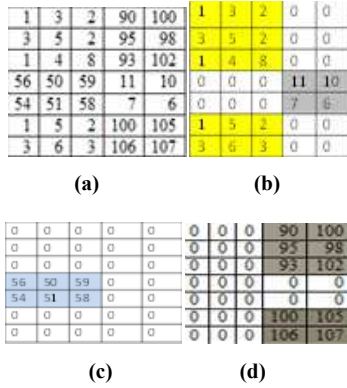 1 3 2 90 100
3 5 2 95 98
1 4 8 93 102
56 50 59 11 10
54 51 58 7 6
1 5 2 100 105
3 6 3 106 107
(a)
1 3 2 0 0
3 5 2 0 0
1 4 8 0 0
0 0 0 11 10
0 0 0 7 6
1 5 2 0 0
3 6 3 0 0
(b)
0 0 0 0 0
0 0 0 0 0
0 0 0 0 0
56 50 59 0 0
54 51 58 0 0
0 0 0 0 0
0 0 0 0 0
(c)
0 0 0 90 100
0 0 0 95 98
0 0 0 93 102
0 0 0 0 0
0 0 0 0 0
0 0 0 100 105
0 0 0 106 107
(d)